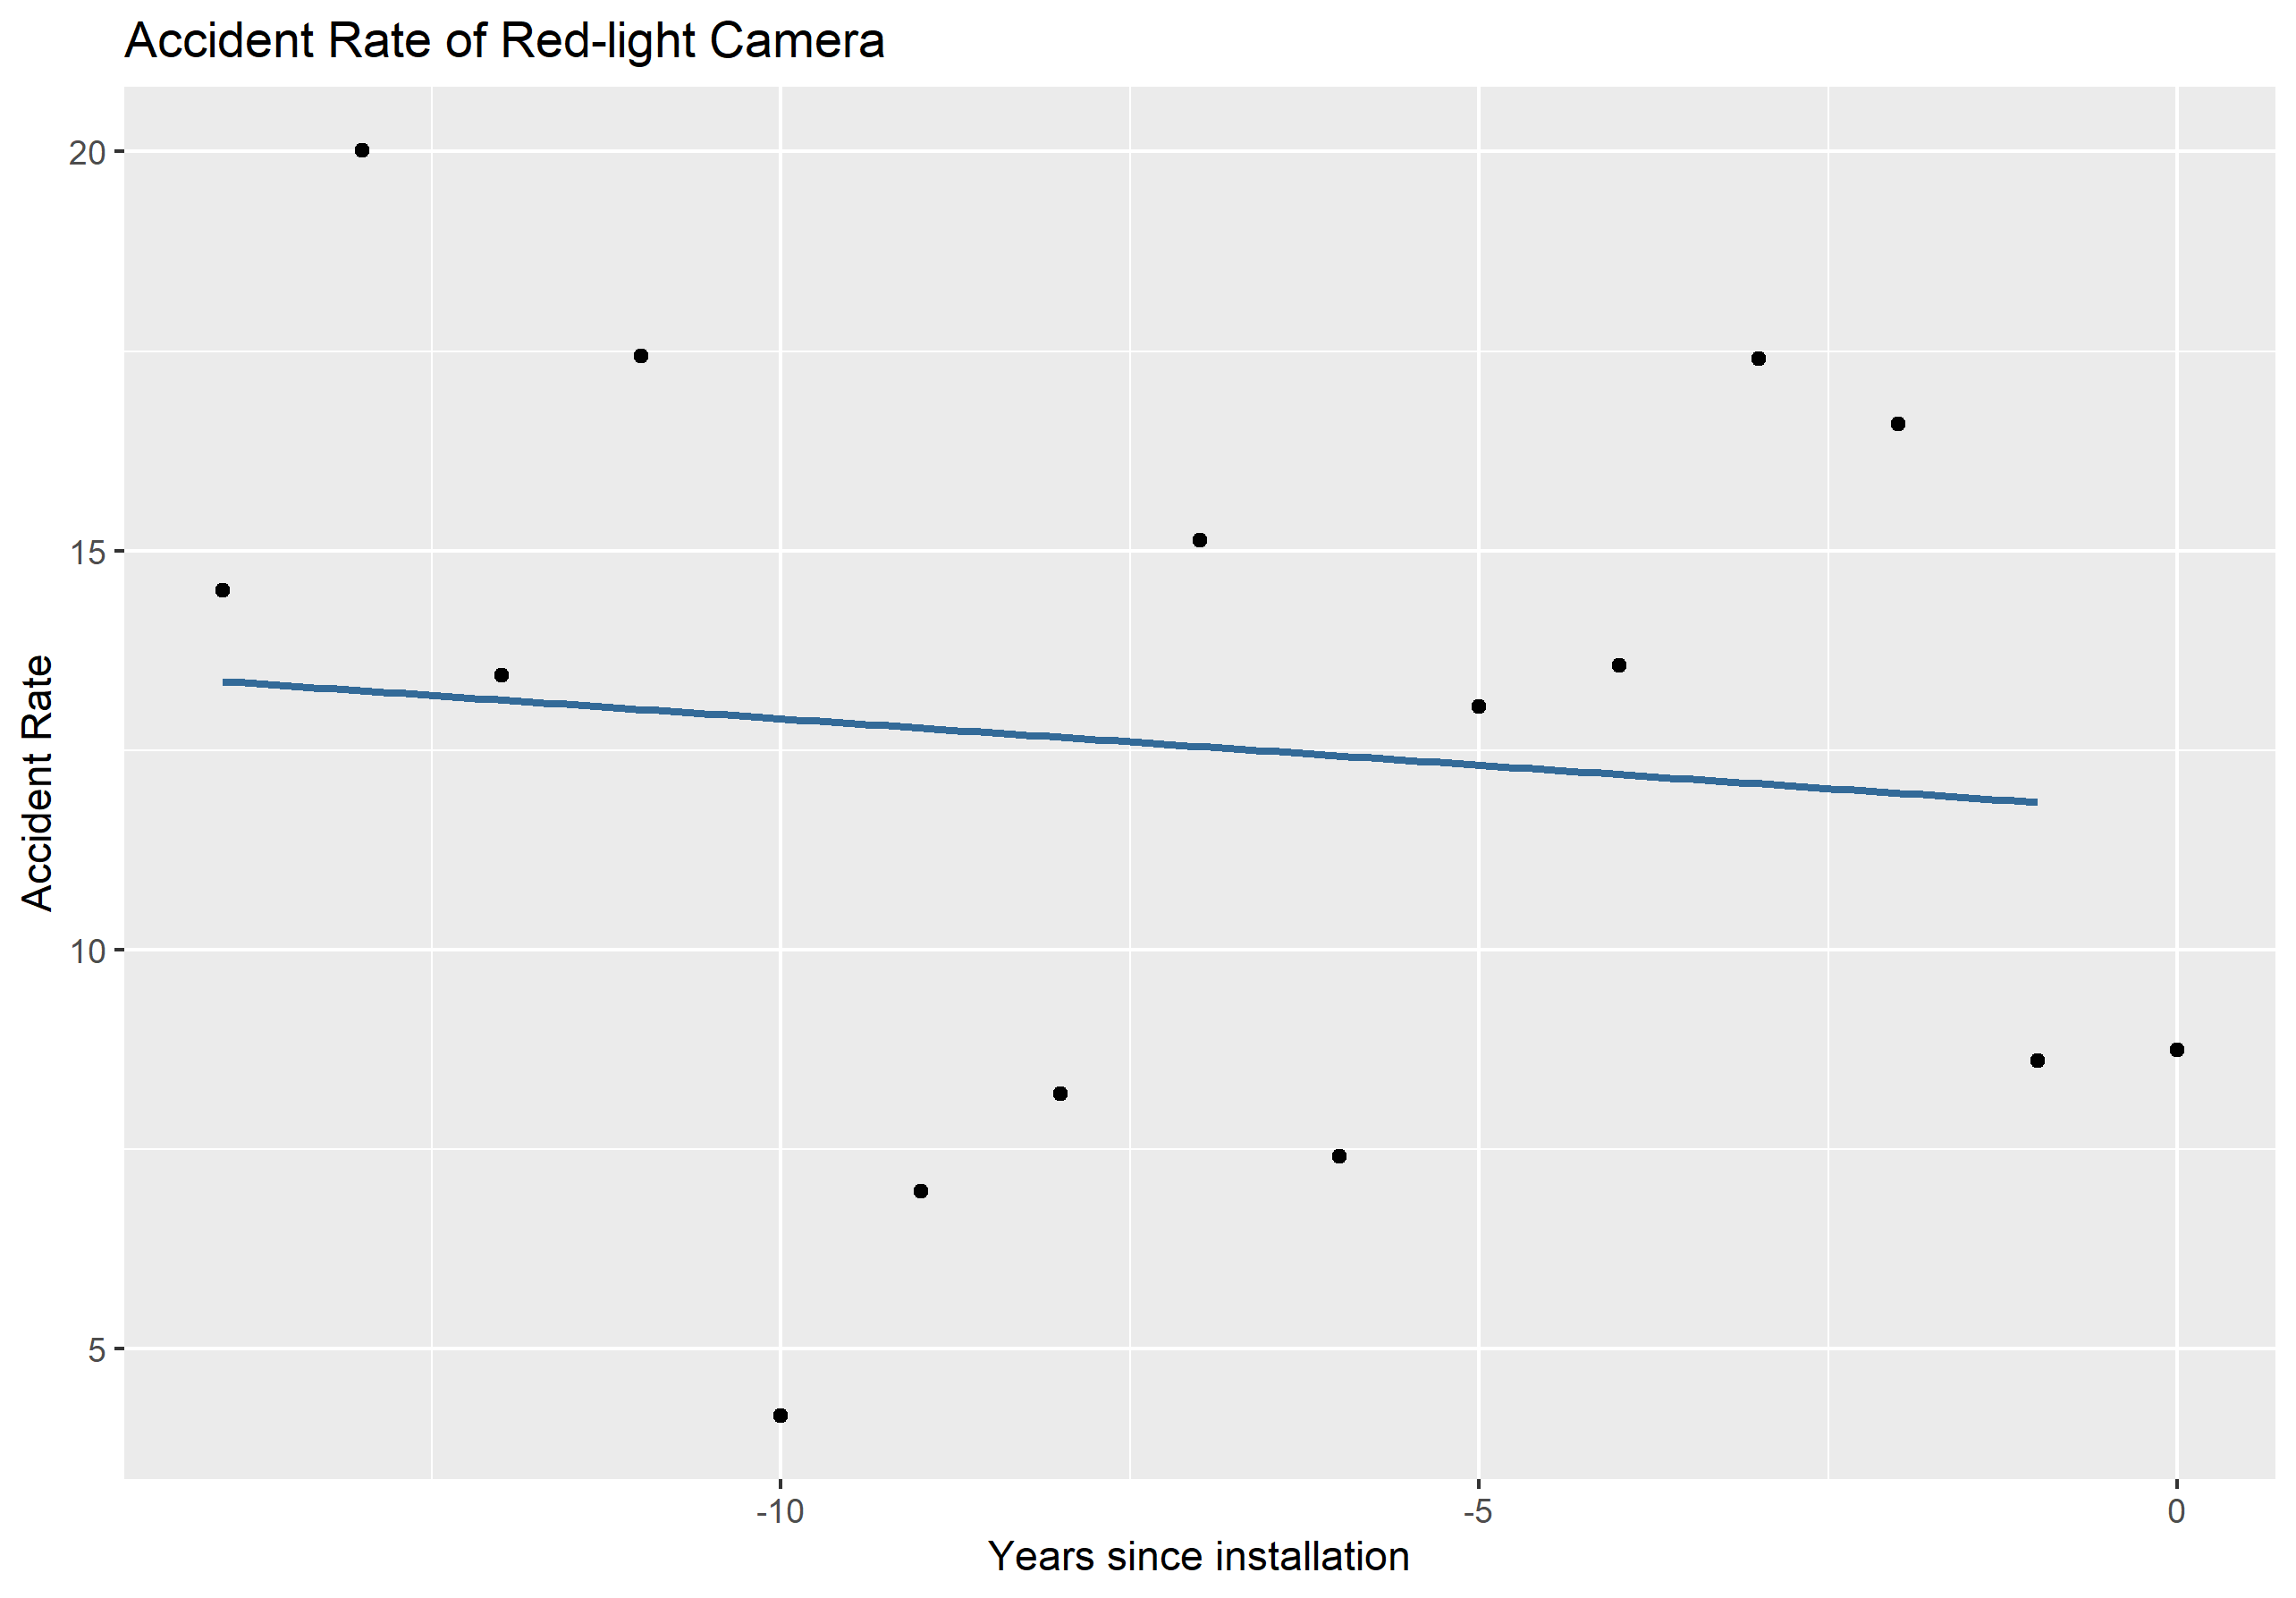 Accident Rate of Red-light Camera
20
15
10
5
Accident Rate
-10
-5
0
Years since installation